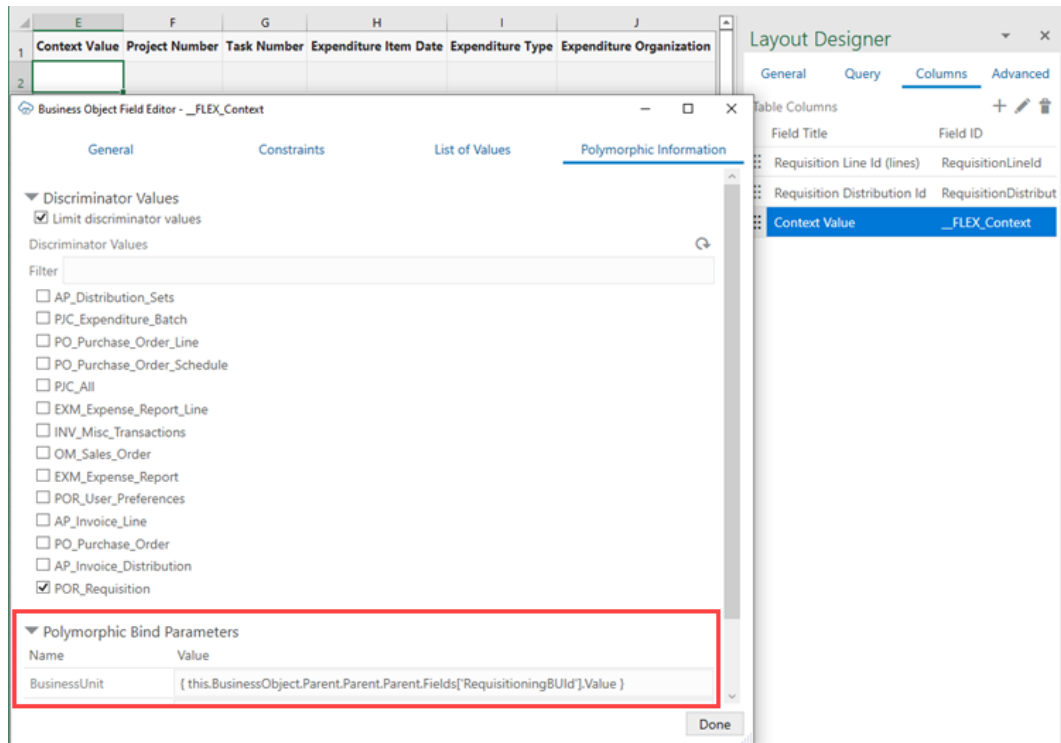 E F G H I J
1 Context Value Project Number Task Number Expenditure Item Date Expenditure Type Expenditure Organization
2
Layout Designer
General Query Columns Advanced
Table Columns
Field Title Field ID
Requisition Line Id (lines) RequisitionLineId
Requisition Distribution Id RequisitionDistribut
Context Value __FLEX_Context
Business Object Field Editor - __FLEX_Context
General Constraints List of Values Polymorphic Information
Discriminator Values
Limit discriminator values
Discriminator Values
Filter
AP_Distribution_Sets
PJC_Expenditure_Batch
PO_Purchase_Order_Line
PO_Purchase_Order_Schedule
PJC_All
EXM_Expense_Report_Line
INV_Misc_Transactions
OM_Sales_Order
EXM_Expense_Report
POR_User_Preferences
AP_Invoice_Line
PO_Purchase_Order
AP_Invoice_Distribution
POR_Requisition
Polymorphic Bind Parameters
Name Value
BusinessUnit { this.BusinessObject.Parent.Parent.Parent.Fields['RequisitioningBUId'].Value }
Done